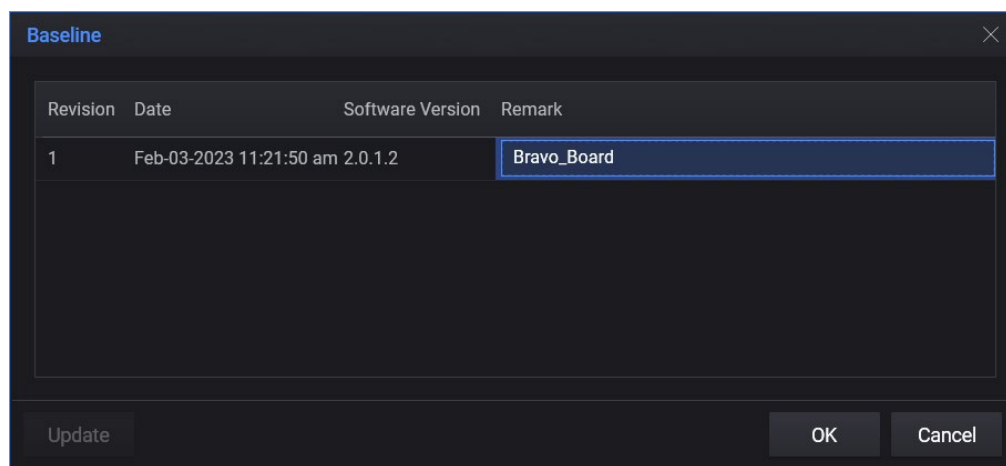 Baseline
Revision Date Software Version Remark
1 Feb-03-2023 11:21:50 am 2.0.1.2 Bravo_Board
Update OK Cancel